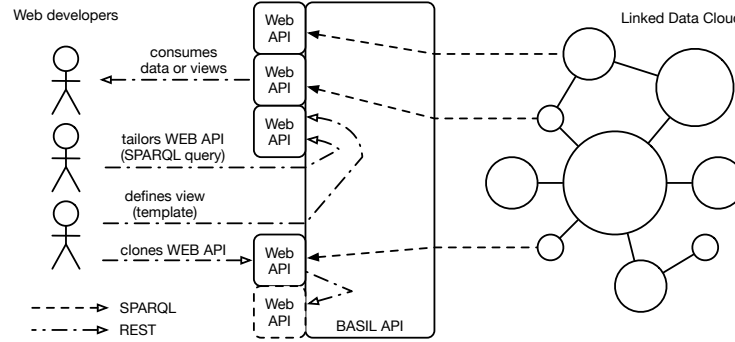 Web developers
Web
API
Linked Data Cloud
consumes
data or views
Web
API
Web
API
tailors WEB API
(SPARQL query)
defines view
(template)
clones WEB API
Web
API
Web
API
SPARQL
REST
BASIL API